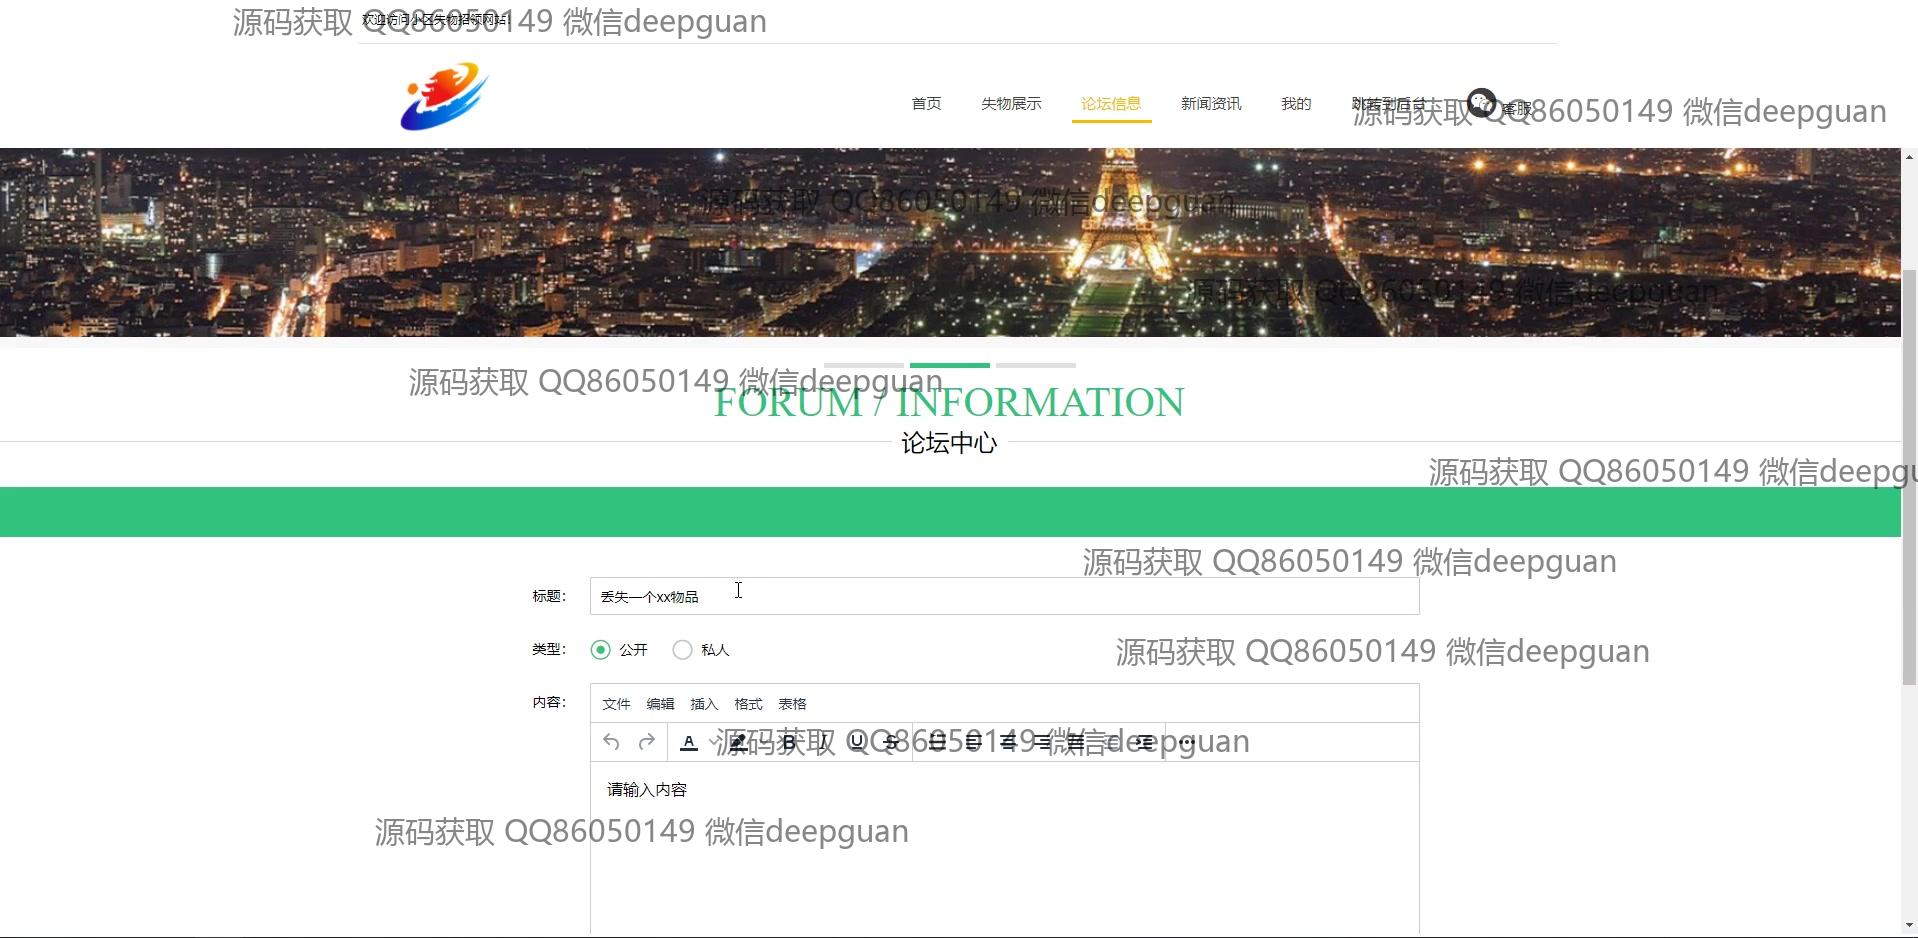 欢迎访问小区失物招领网站!
源码获取 QQ86050149 微信deepguan
首页 失物展示 论坛信息 新闻资讯 我的 跳转到后台 客服
源码获取 QQ86050149 微信deepguan
源码获取 QQ86050149 微信deepguan
源码获取 QQ86050149 微信deepguan
源码获取 QQ86050149 微信deepguan
FORUM / INFORMATION
论坛中心
源码获取 QQ86050149 微信deepgu
源码获取 QQ86050149 微信deepguan
标题: 丢失一个xx物品
类型: 公开 私人
源码获取 QQ86050149 微信deepguan
内容: 文件 编辑 插入 格式 表格
源码获取 QQ86050149 微信deepguan
请输入内容
源码获取 QQ86050149 微信deepguan